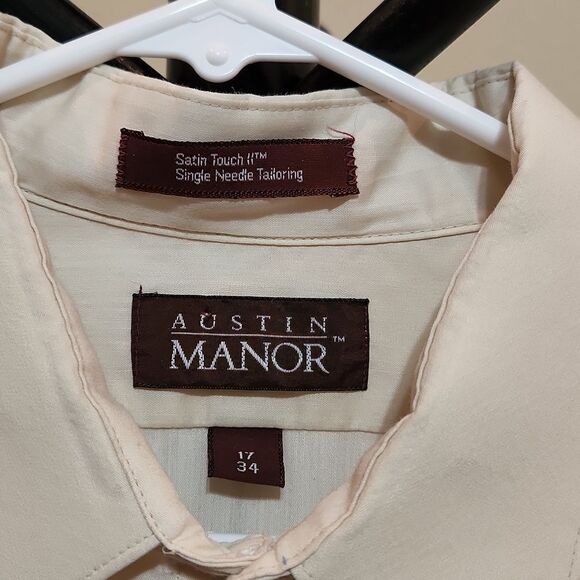 Satin Touch II™
Single Needle Tailoring
AUSTIN
MANOR™
17
34